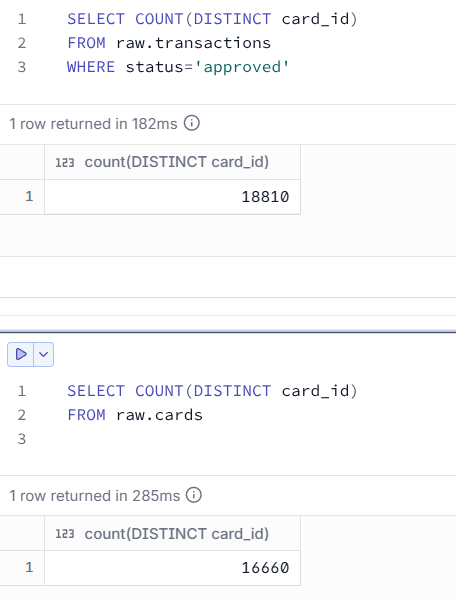 1 SELECT COUNT(DISTINCT card_id)
2 FROM raw.transactions
3 WHERE status='approved'
1 row returned in 182ms
123 count(DISTINCT card_id)
1 18810
1 SELECT COUNT(DISTINCT card_id)
2 FROM raw.cards
3
1 row returned in 285ms
123 count(DISTINCT card_id)
1 16660